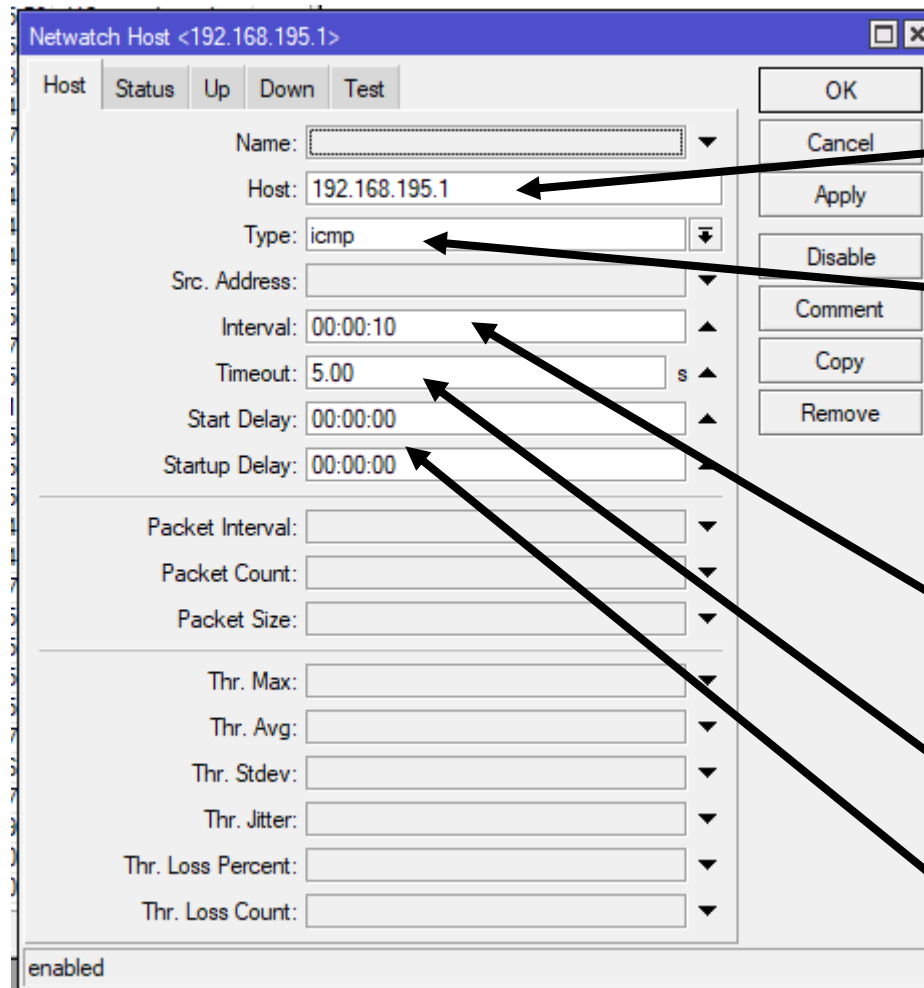 Netwatch Host <192.168.195.1>
Host Status Up Down Test
Name:
Host: 192.168.195.1
Type: icmp
Src. Address:
Interval: 00:00:10
Timeout: 5.00 s
Start Delay: 00:00:00
Startup Delay: 00:00:00
Packet Interval:
Packet Count:
Packet Size:
Thr. Max:
Thr. Avg:
Thr. Stdev:
Thr. Jitter:
Thr. Loss Percent:
Thr. Loss Count:
OK
Cancel
Apply
Disable
Comment
Copy
Remove
enabled